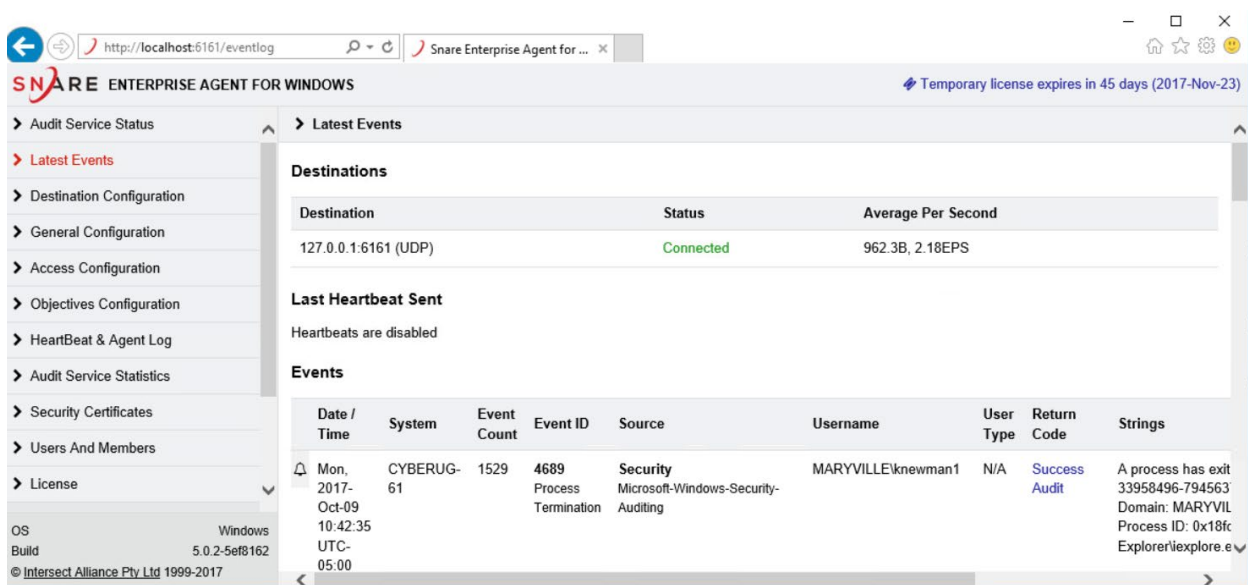 http://localhost:6161/eventlog
Snare Enterprise Agent for ...
SNARE ENTERPRISE AGENT FOR WINDOWS
Temporary license expires in 45 days (2017-Nov-23)
Audit Service Status
Latest Events
Destination Configuration
General Configuration
Access Configuration
Objectives Configuration
HeartBeat & Agent Log
Audit Service Statistics
Security Certificates
Users And Members
License
OS Windows
Build 5.0.2-5ef8162
© Intersect Alliance Pty Ltd 1999-2017
Latest Events
Destinations
Destination Status Average Per Second
127.0.0.1:6161 (UDP) Connected 962.3B, 2.18EPS
Last Heartbeat Sent
Heartbeats are disabled
Events
Date / Time System Event Count Event ID Source Username User Type Return Code Strings
Mon, 2017-Oct-09 10:42:35 UTC-05:00
CYBERUG-61
1529
4689
Process Termination
Security
Microsoft-Windows-Security-Auditing
MARYVILLE\knewman1
N/A
Success Audit
A process has exit
33958496-794563
Domain: MARYVIL
Process ID: 0x18fc
Explorer\iexplore.e